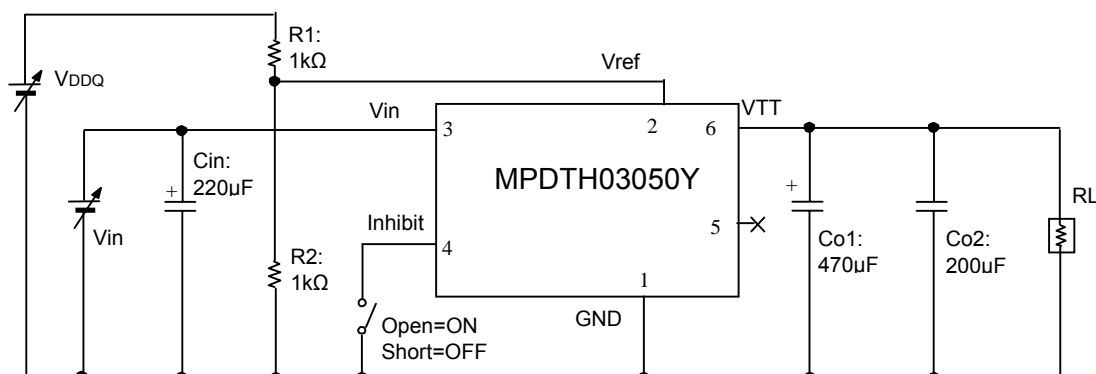 R1:
1kΩ
VDDQ
Vref
Vin
VTT
3
2
6
Cin:
220µF
+
MPDTH03050Y
+
RL
Vin
Inhibit
4
5
Co1:
470µF
Co2:
200µF
R2:
1kΩ
1
GND
Open=ON
Short=OFF